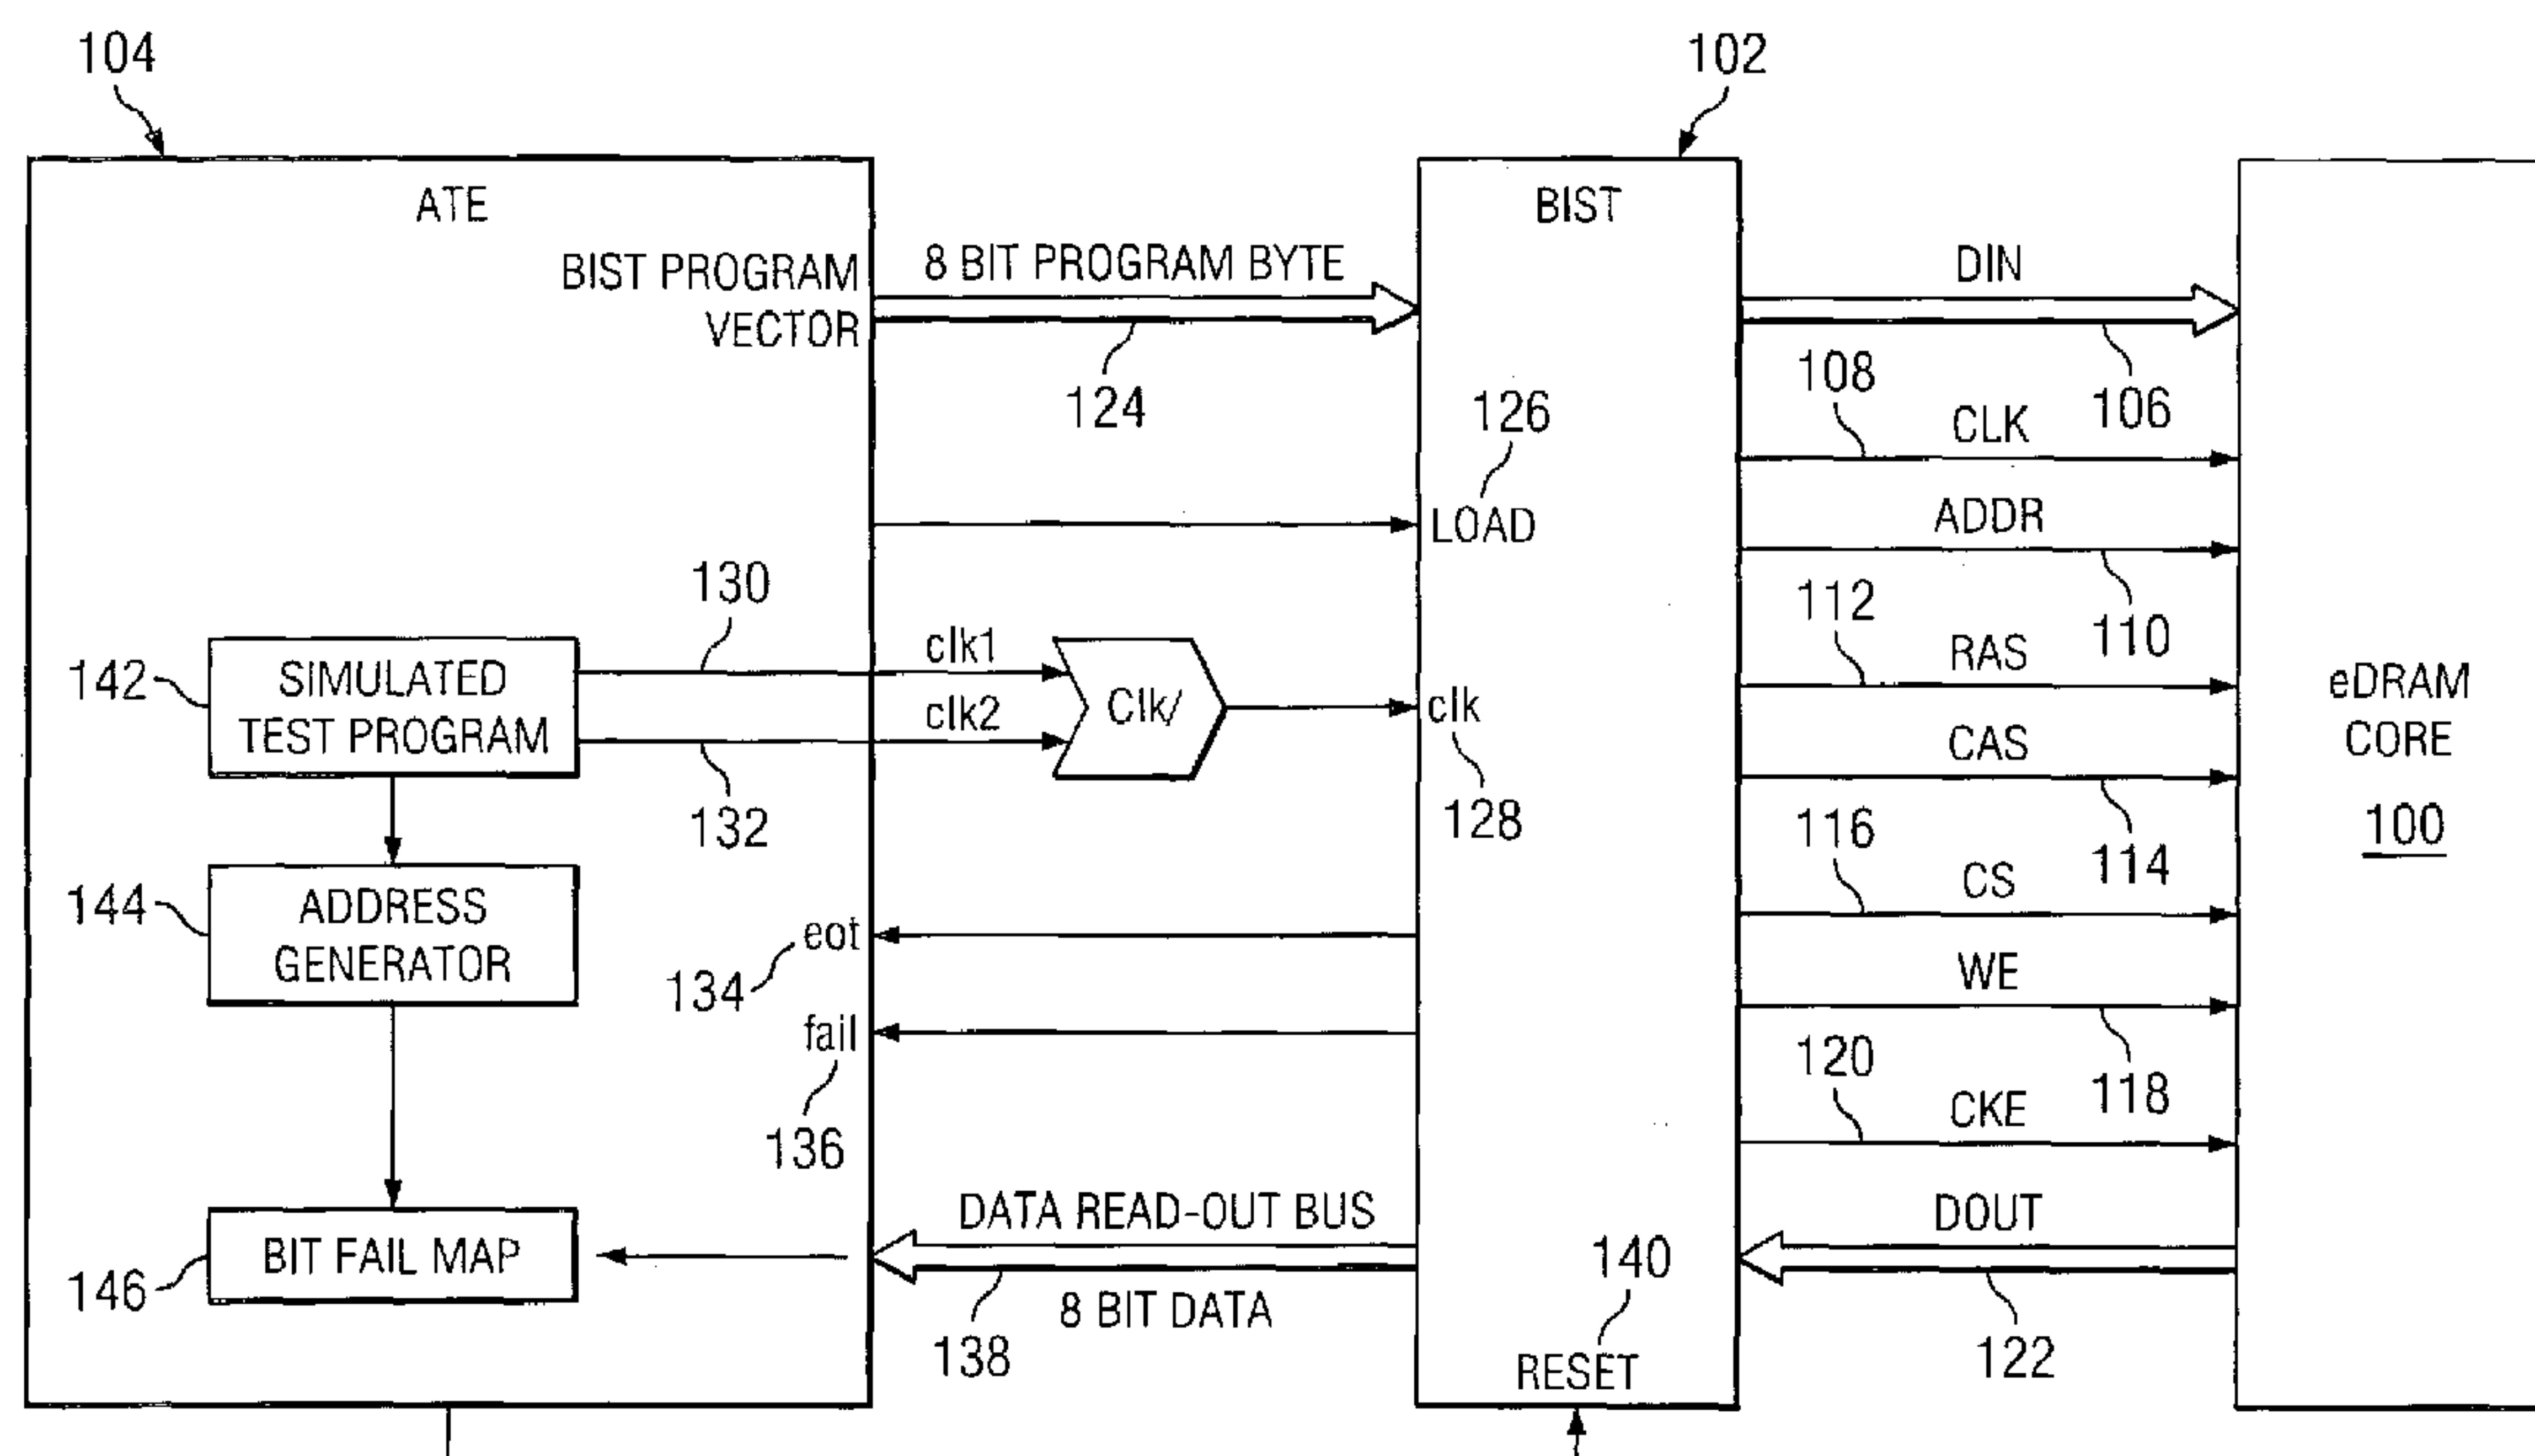 104
102
ATE
BIST
BIST PROGRAM
VECTOR
8 BIT PROGRAM BYTE
124
DIN
106
108
CLK
126
LOAD
ADDR
110
130
clk1
142
SIMULATED
TEST PROGRAM
clk2
132
Clk/
clk
128
112
RAS
CAS
114
eDRAM
CORE
100
144
ADDRESS
GENERATOR
116
CS
eot
134
WE
118
fail
136
120
CKE
DATA READ-OUT BUS
DOUT
146
BIT FAIL MAP
138
8 BIT DATA
140
RESET
122